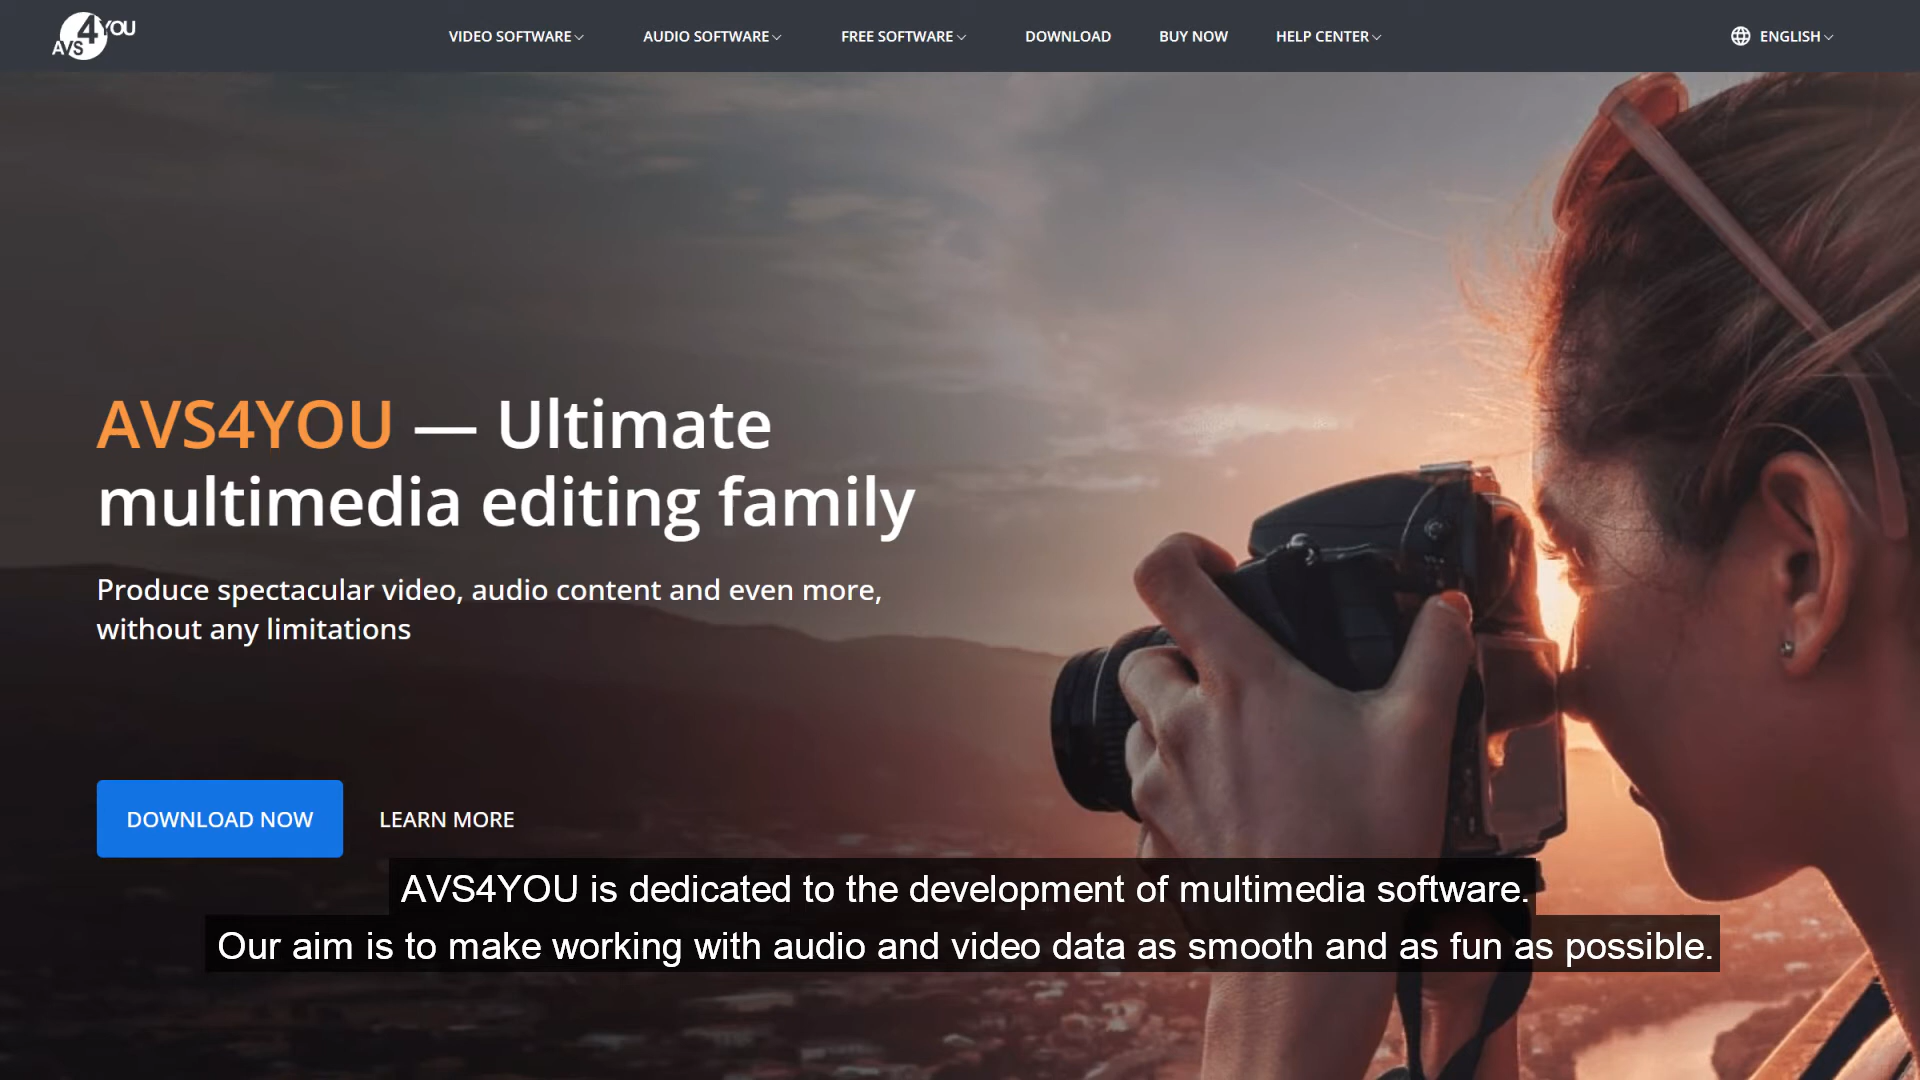 AVS4YOU
VIDEO SOFTWARE
AUDIO SOFTWARE
FREE SOFTWARE
DOWNLOAD
BUY NOW
HELP CENTER
ENGLISH
AVS4YOU — Ultimate
multimedia editing family
Produce spectacular video, audio content and even more,
without any limitations
DOWNLOAD NOW
LEARN MORE
AVS4YOU is dedicated to the development of multimedia software.
Our aim is to make working with audio and video data as smooth and as fun as possible.